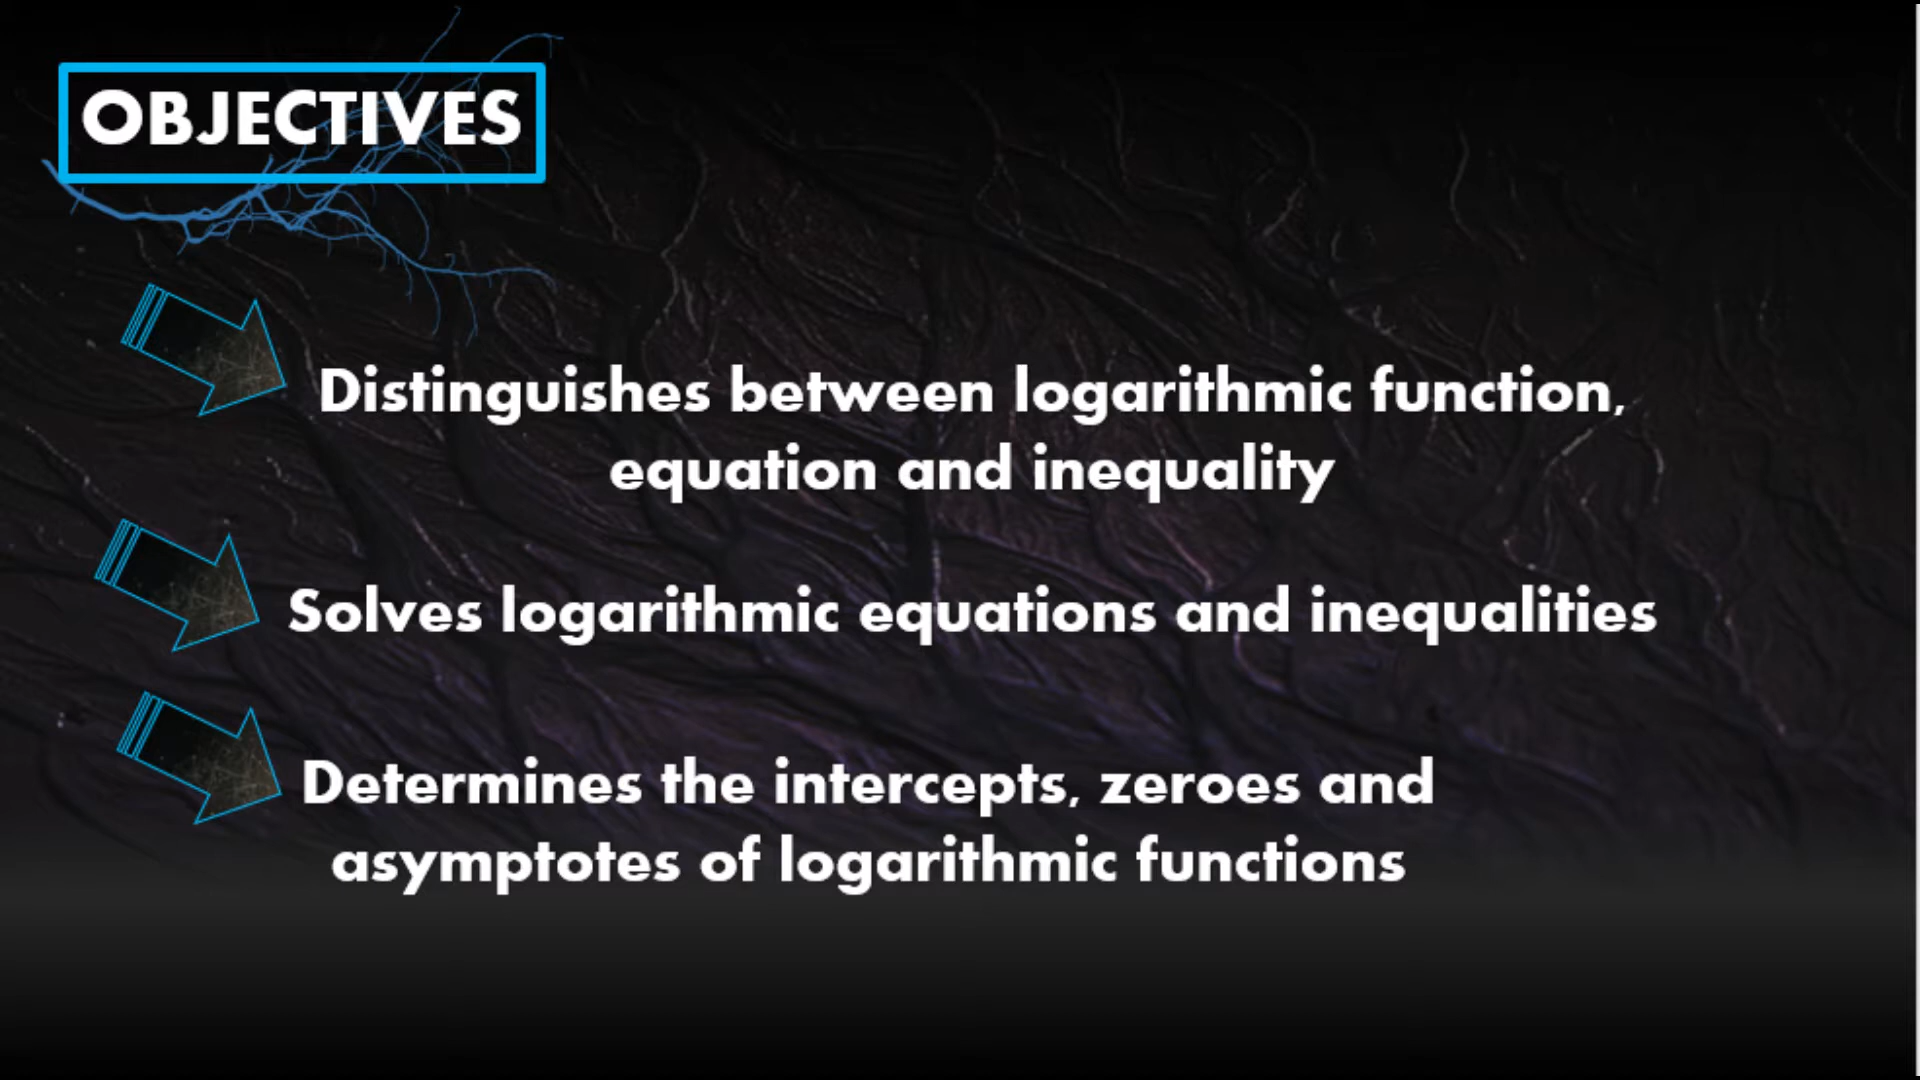 OBJECTIVES
Distinguishes between logarithmic function,
equation and inequality
Solves logarithmic equations and inequalities
Determines the intercepts, zeroes and
asymptotes of logarithmic functions